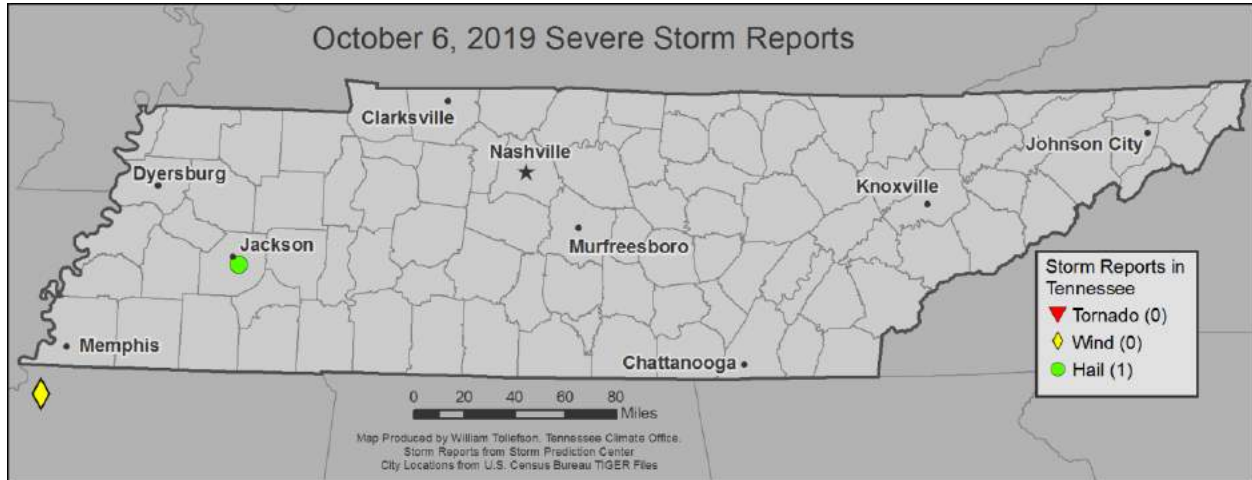 October 6, 2019 Severe Storm Reports
Clarksville
Nashville
Johnson City
Dyersburg
Knoxville
Jackson
Murfreesboro
Memphis
Chattanooga
Storm Reports in
Tennessee
Tornado (0)
Wind (0)
Hail (1)
0 20 40 60 80
Miles
Map Produced by William Tollefson, Tennessee Climate Office.
Storm Reports from Storm Prediction Center
City Locations from U.S. Census Bureau TIGER Files